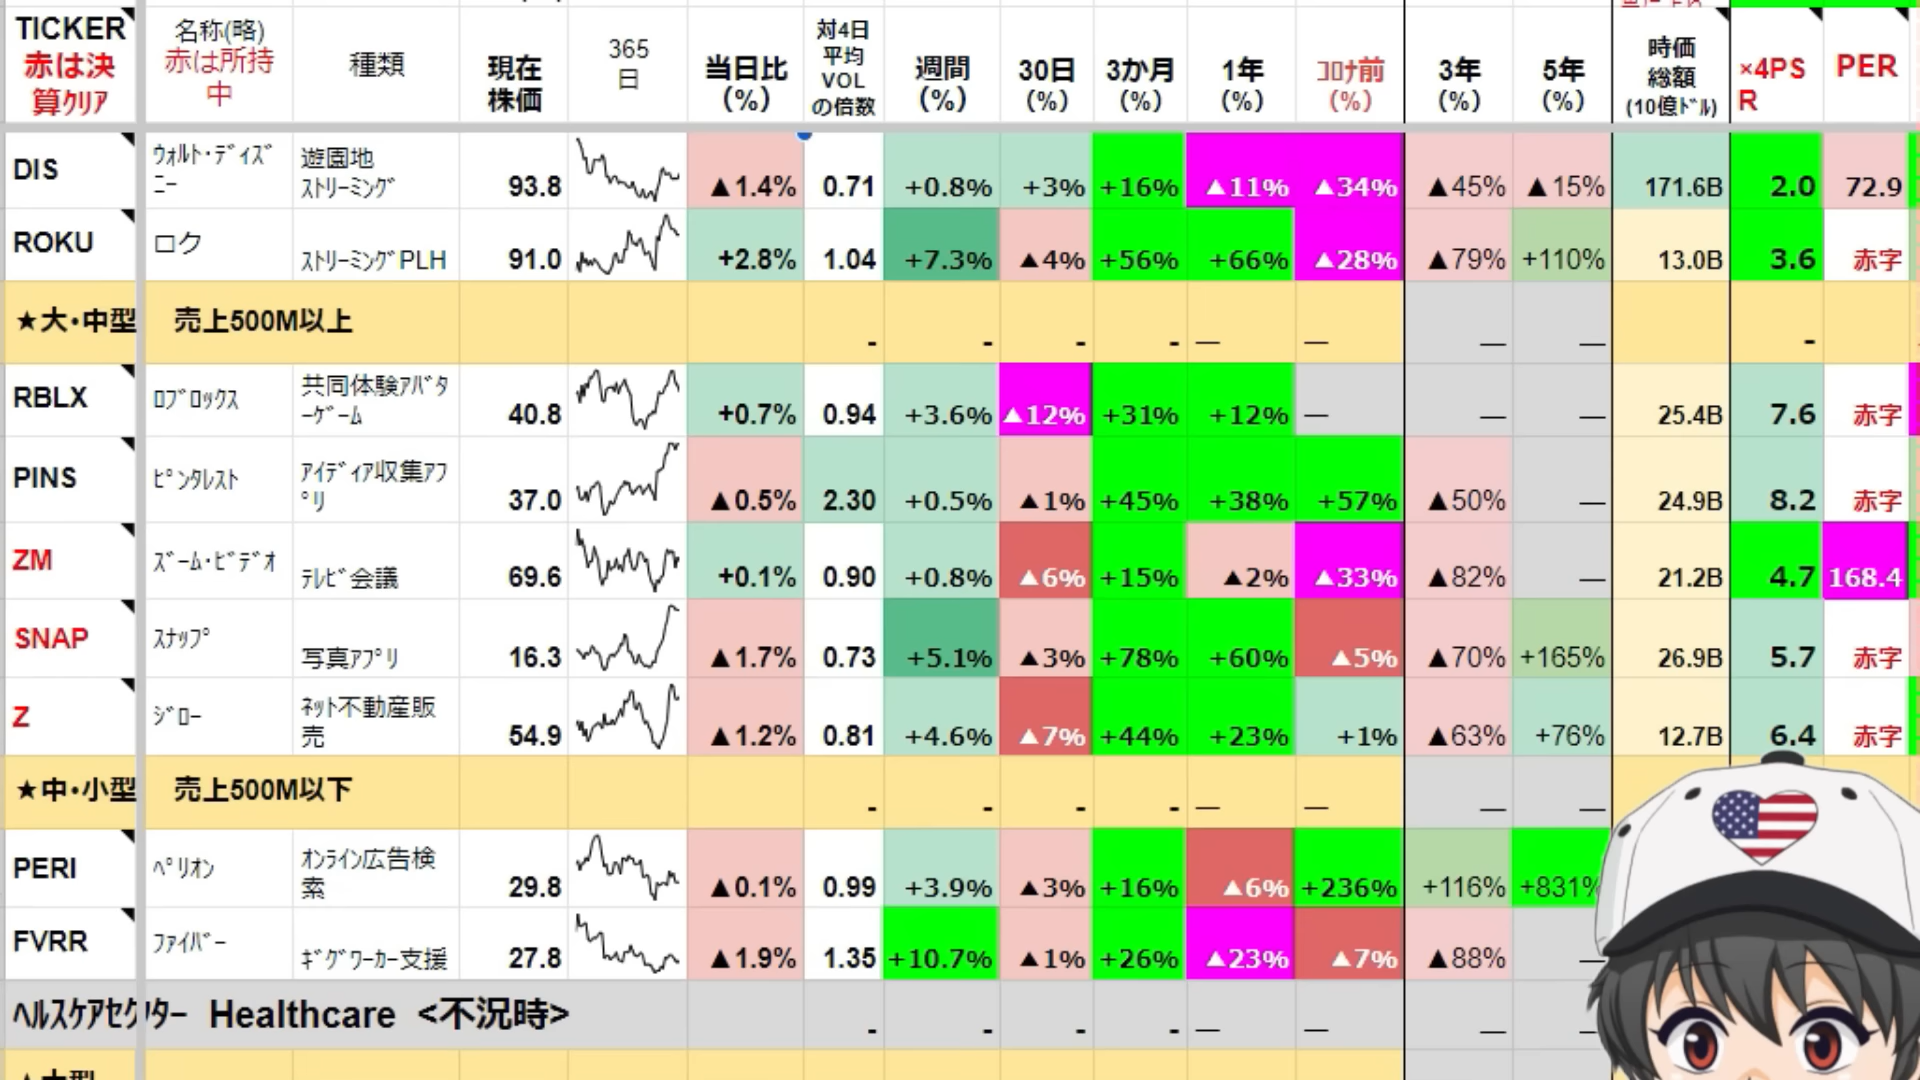 TICKER 赤は決算ｸﾘｱ 名称(略) 赤は所持中 種類 現在株価 365日 当日比(%) 対4日平均VOLの倍数 週間(%) 30日(%) 3か月(%) 1年(%) ｺﾛﾅ前(%) 3年(%) 5年(%) 時価総額(10億ﾄﾞﾙ) ×4PSR PER
DIS ｳｫﾙﾄ･ﾃﾞｨｽﾞﾆｰ 遊園地 ｽﾄﾘｰﾐﾝｸﾞ 93.8 ▲1.4% 0.71 +0.8% +3% +16% ▲11% ▲34% ▲45% ▲15% 171.6B 2.0 72.9
ROKU ロク ｽﾄﾘｰﾐﾝｸﾞPLH 91.0 +2.8% 1.04 +7.3% ▲4% +56% +66% ▲28% ▲79% +110% 13.0B 3.6 赤字
★大･中型 売上500M以上 - - - - — — — — -
RBLX ﾛﾌﾞﾛｯｸｽ 共同体験ｱﾊﾞﾀｰｹﾞｰﾑ 40.8 +0.7% 0.94 +3.6% ▲12% +31% +12% — — — 25.4B 7.6 赤字
PINS ﾋﾟﾝﾀﾚｽﾄ ｱｲﾃﾞｨｱ収集ｱﾌﾟﾘ 37.0 ▲0.5% 2.30 +0.5% ▲1% +45% +38% +57% ▲50% — 24.9B 8.2 赤字
ZM ｽﾞｰﾑ･ﾋﾞﾃﾞｵ ﾃﾚﾋﾞ会議 69.6 +0.1% 0.90 +0.8% ▲6% +15% ▲2% ▲33% ▲82% — 21.2B 4.7 168.4
SNAP ｽﾅｯﾌﾟ 写真ｱﾌﾟﾘ 16.3 ▲1.7% 0.73 +5.1% ▲3% +78% +60% ▲5% ▲70% +165% 26.9B 5.7 赤字
Z ｼﾞﾛｰ ﾈｯﾄ不動産販売 54.9 ▲1.2% 0.81 +4.6% ▲7% +44% +23% +1% ▲63% +76% 12.7B 6.4 赤字
★中･小型 売上500M以下 - - - - — — — —
PERI ﾍﾟﾘｵﾝ ｵﾝﾗｲﾝ広告検索 29.8 ▲0.1% 0.99 +3.9% ▲3% +16% ▲6% +236% +116% +831%
FVRR ﾌｧｲﾊﾞｰ ｷﾞｸﾞﾜｰｶｰ支援 27.8 ▲1.9% 1.35 +10.7% ▲1% +26% ▲23% ▲7% ▲88% —
ﾍﾙｽｹｱｾｸﾀｰ Healthcare <不況時> - - - - — — — —